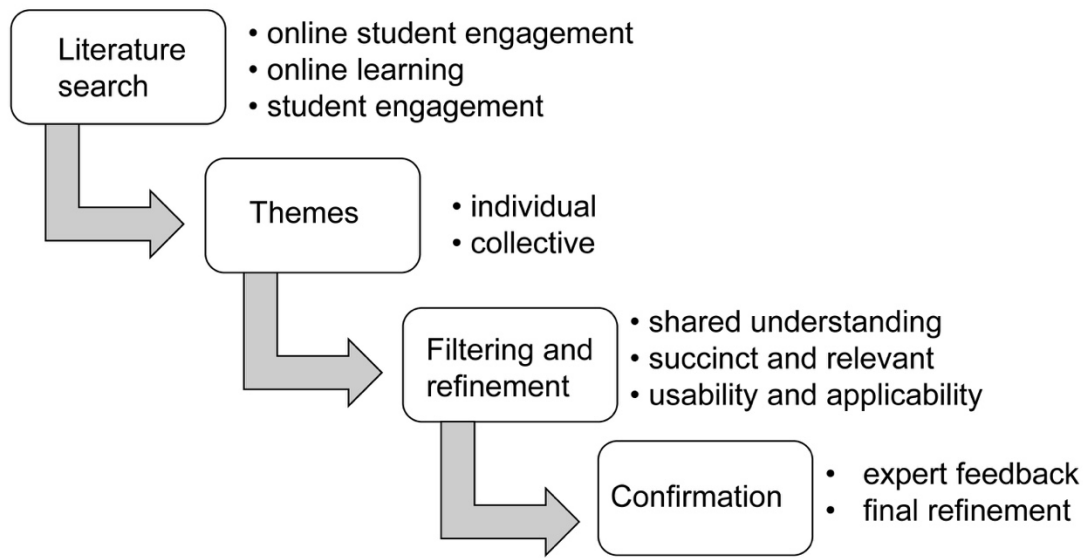 Literature
search
• online student engagement
• online learning
• student engagement
Themes
• individual
• collective
Filtering and
refinement
• shared understanding
• succinct and relevant
• usability and applicability
Confirmation
• expert feedback
• final refinement